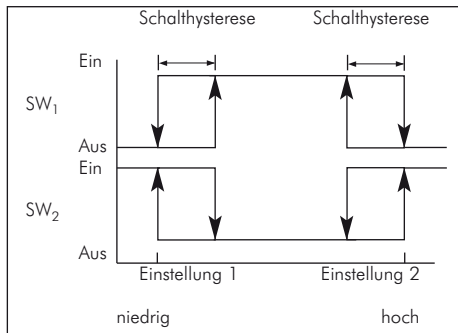 Schalthysterese Schalthysterese
Ein
SW1
Aus
Ein
SW2
Aus
Einstellung 1 Einstellung 2
niedrig hoch